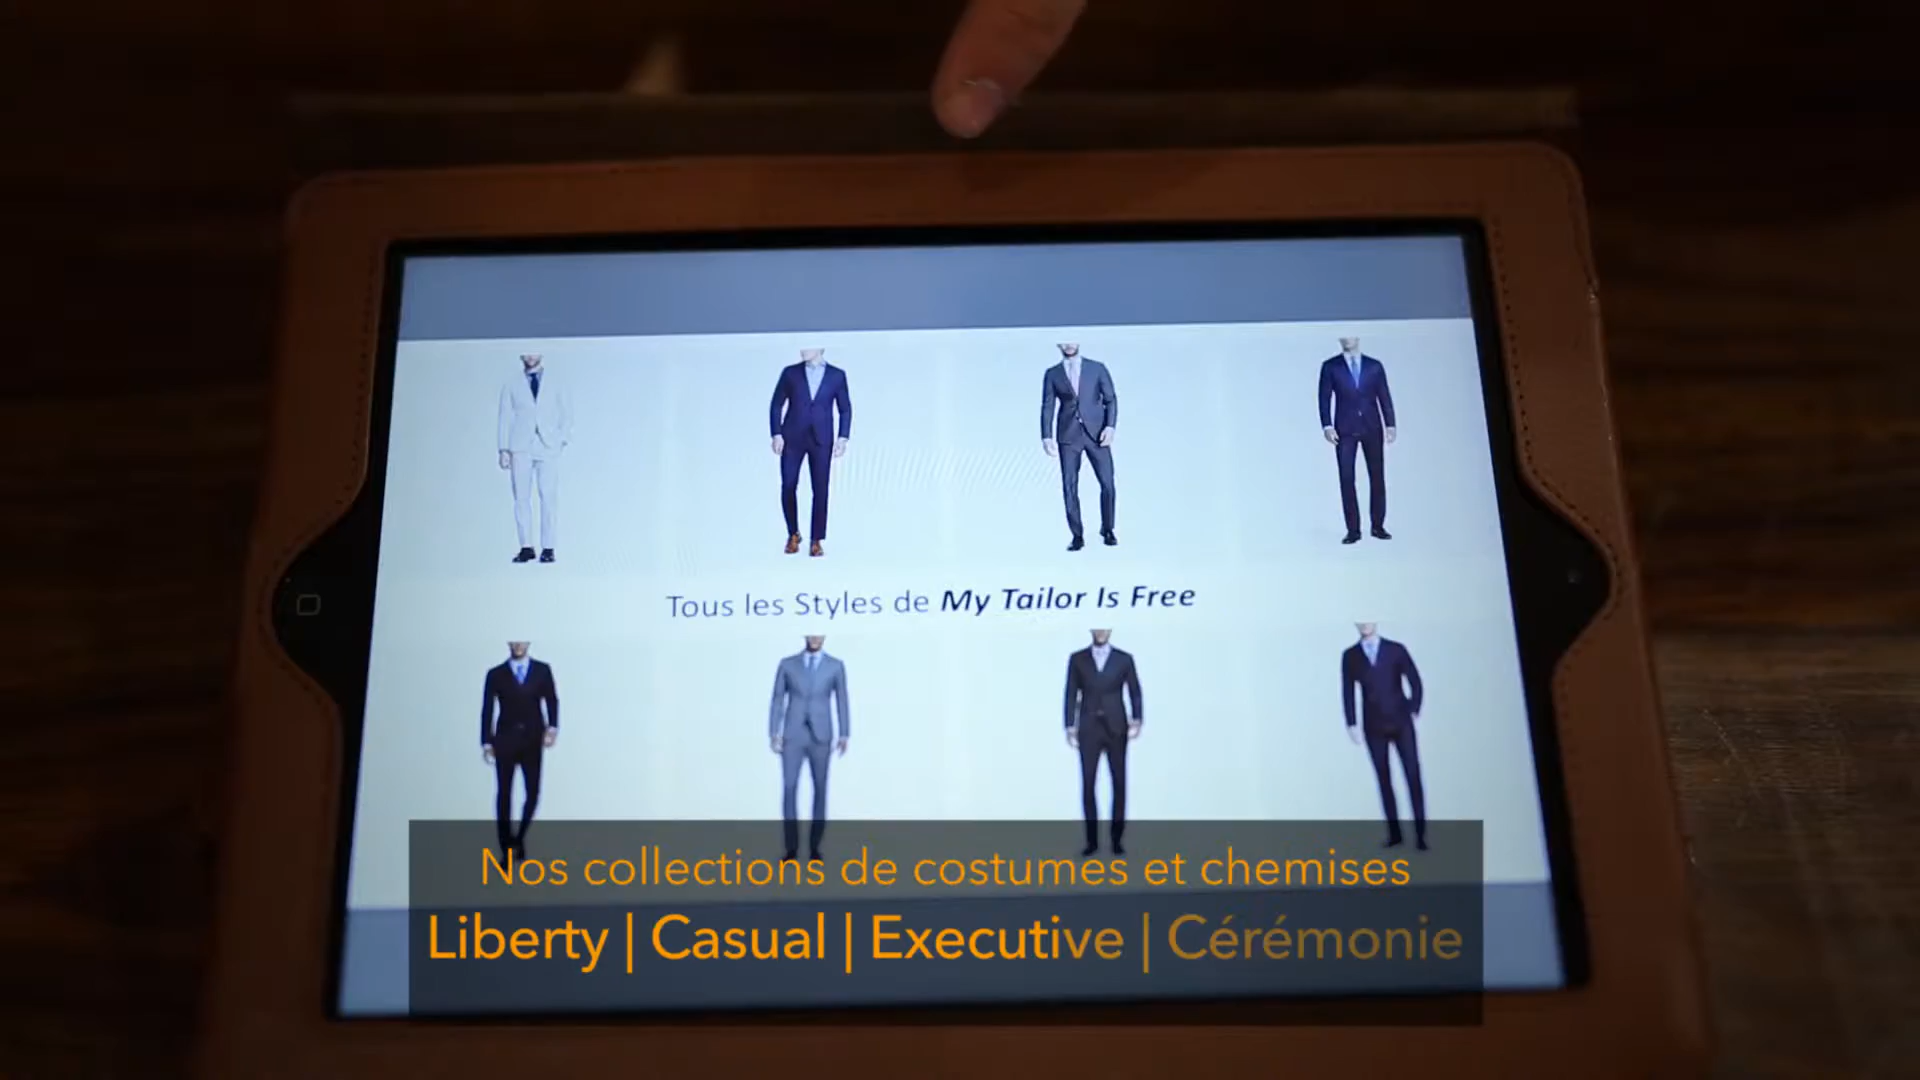 Tous les Styles de My Tailor Is Free
Nos collections de costumes et chemises
Liberty | Casual | Executive | Cérémonie